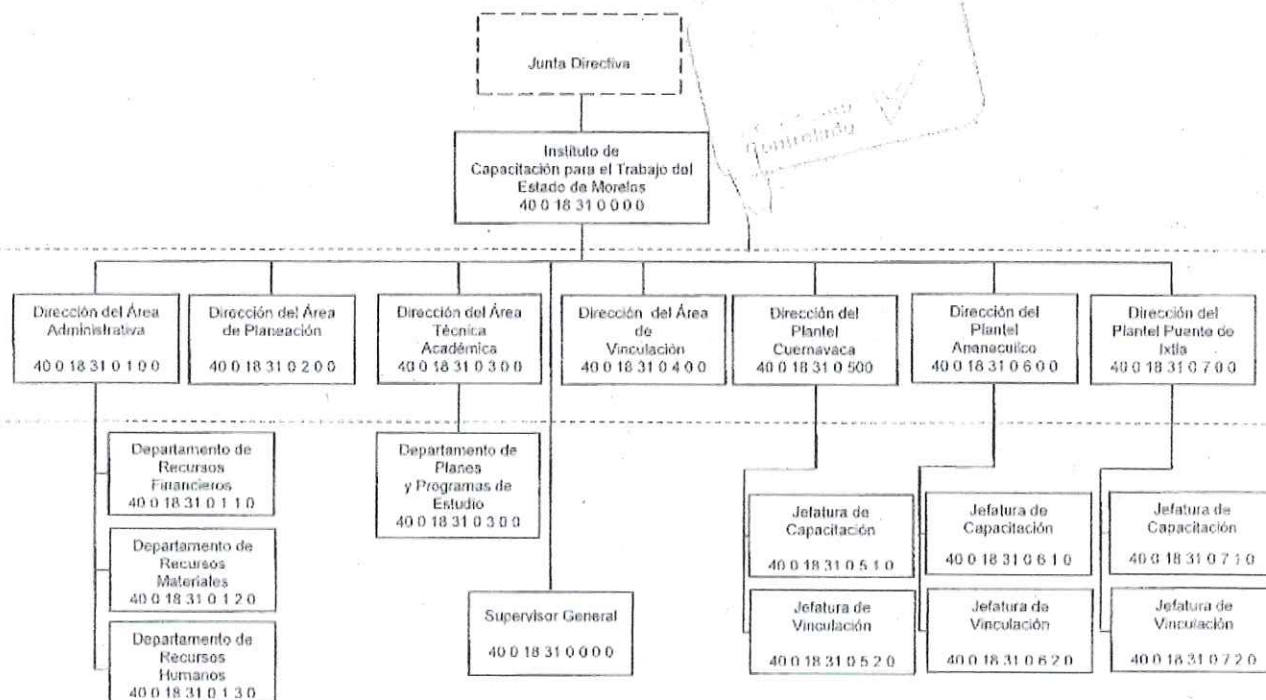 Junta Directiva
Instituto de
Capacitación para el Trabajo del
Estado de Morelos
40 0 18 31 0 0 0 0
Dirección del Área
Administrativa
40 0 18 31 0 1 0 0
Dirección del Área
de Planeación
40 0 18 31 0 2 0 0
Dirección del Área
Técnica
Académica
40 0 18 31 0 3 0 0
Dirección del Área
de
Vinculación
40 0 18 31 0 4 0 0
Dirección del
Plantel
Cuernavaca
40 0 18 31 0 500
Dirección del
Plantel
40 0 18 31 0 6 0 0
Dirección del
Plantel Puente de
Ixtla
40 0 18 31 0 7 0 0
Departamento de
Recursos
Financieros
40 0 18 31 0 1 1 0
Departamento de
Recursos
Materiales
40 0 18 31 0 1 2 0
Departamento de
Recursos
Humanos
40 0 18 31 0 1 3 0
Departamento de
Planes
y Programas de
Estudio
40 0 18 31 0 3 0 0
Supervisor General
40 0 18 31 0 0 0 0
Jefatura de
Capacitación
40 0 18 31 0 5 1 0
Jefatura de
Vinculación
40 0 18 31 0 5 2 0
Jefatura de
Capacitación
40 0 18 31 0 6 1 0
Jefatura de
Vinculación
40 0 18 31 0 6 2 0
Jefatura de
Capacitación
40 0 18 31 0 7 1 0
Jefatura de
Vinculación
40 0 18 31 0 7 2 0